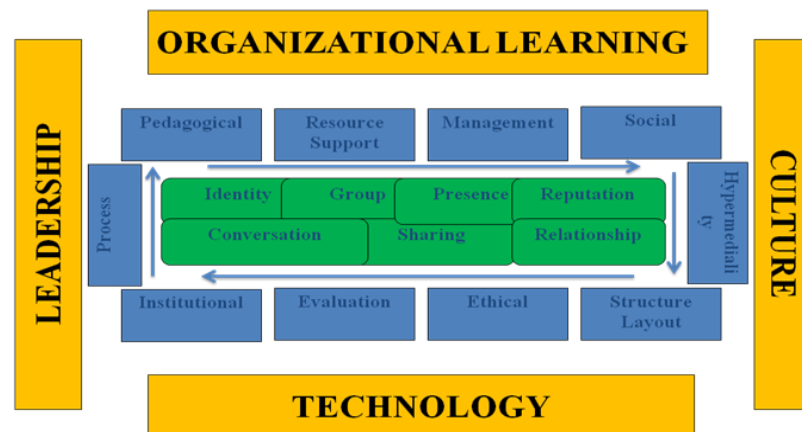 ORGANIZATIONAL LEARNING
LEADERSHIP
CULTURE
Pedagogical
Resource
Support
Management
Social
Process
Hypermediali
ty
Identity
Group
Presence
Reputation
Conversation
Sharing
Relationship
Institutional
Evaluation
Ethical
Structure
Layout
TECHNOLOGY